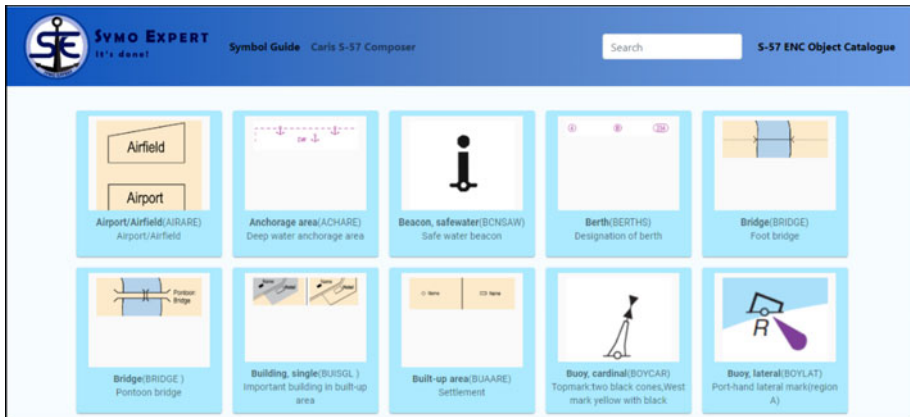 SYMO EXPERT
It's done!
Symbol Guide Caris S-57 Composer
Search
S-57 ENC Object Catalogue
Airfield
Airport
Airport/Airfield(AIRARE)
Airport/Airfield
DW
Anchorage area(ACHARE)
Deep water anchorage area
Beacon, safewater(BCNSAW)
Safe water beacon
Berth(BERTHS)
Designation of berth
Bridge(BRIDGE)
Foot bridge
Pontoon
Bridge
Bridge(BRIDGE )
Pontoon bridge
Building, single(BUISGL )
Important building in built-up
area
Name
Name
Built-up area(BUAARE)
Settlement
Buoy, cardinal(BOYCAR)
Topmark:two black cones,West
mark yellow with black
R
Buoy, lateral(BOYLAT)
Port-hand lateral mark(region
A)